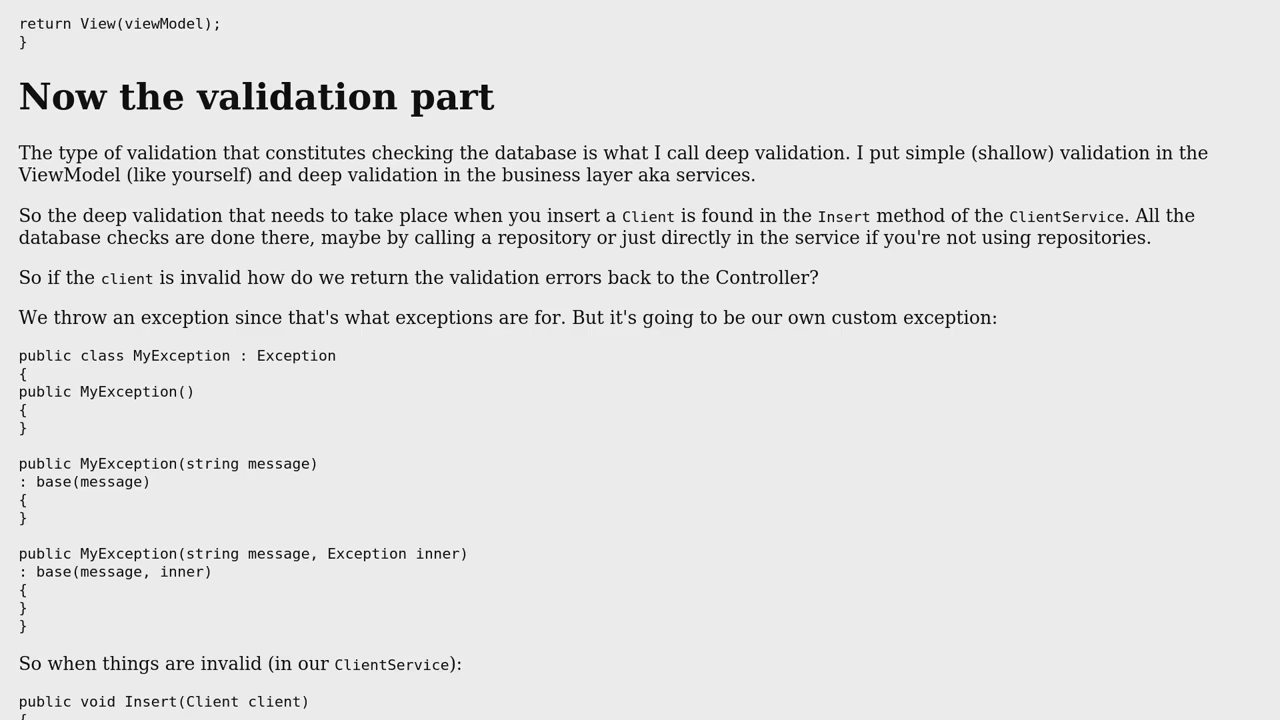 return View(viewModel);
}
Now the validation part
The type of validation that constitutes checking the database is what I call deep validation. I put simple (shallow) validation in the
ViewModel (like yourself) and deep validation in the business layer aka services.
So the deep validation that needs to take place when you insert a Client is found in the Insert method of the ClientService. All the
database checks are done there, maybe by calling a repository or just directly in the service if you're not using repositories.
So if the client is invalid how do we return the validation errors back to the Controller?
We throw an exception since that's what exceptions are for. But it's going to be our own custom exception:
public class MyException : Exception
{
public MyException()
{
}
public MyException(string message)
: base(message)
{
}
public MyException(string message, Exception inner)
: base(message, inner)
{
}
}
So when things are invalid (in our ClientService):
public void Insert(Client client)
{